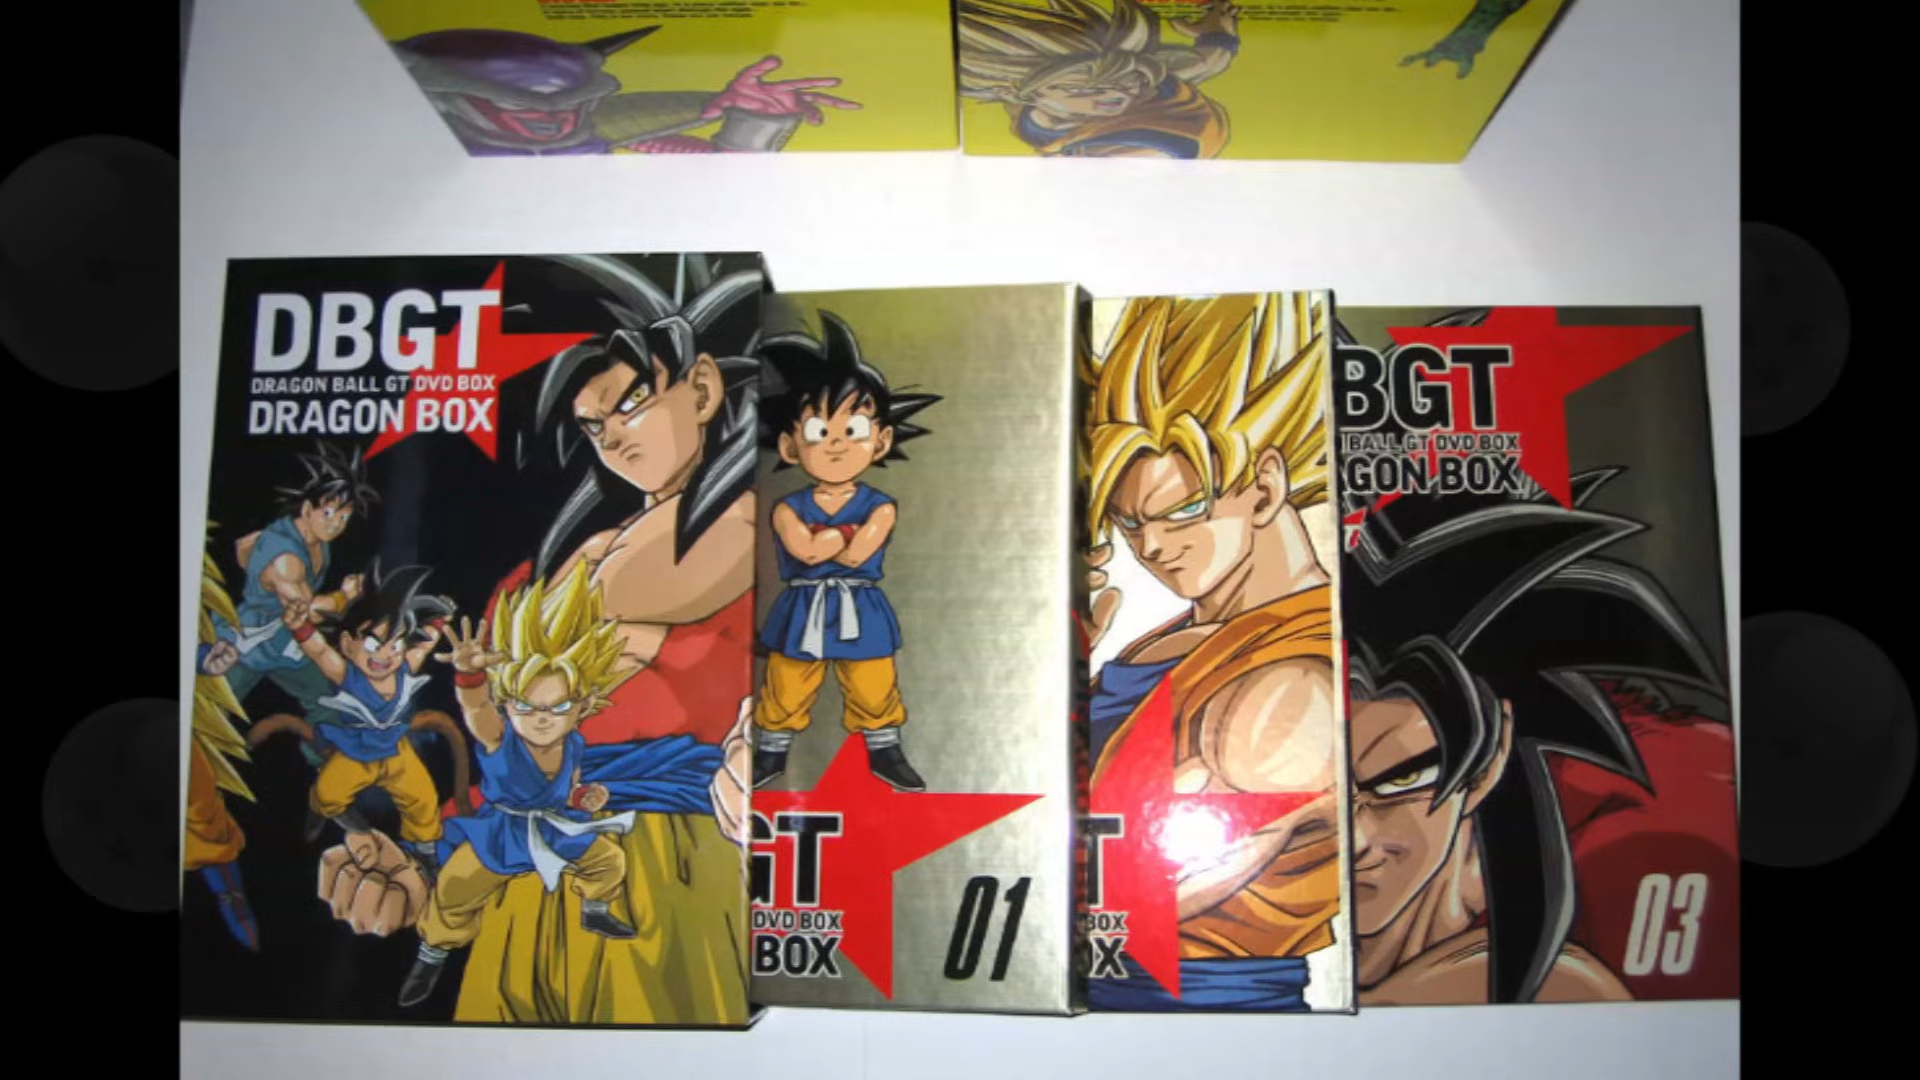 DBGT
DRAGON BALL GT DVD BOX
DRAGON BOX
GT
DVD BOX
BOX
01
T
BOX
X
BGT
BALL GT DVD BOX
GON BOX
03